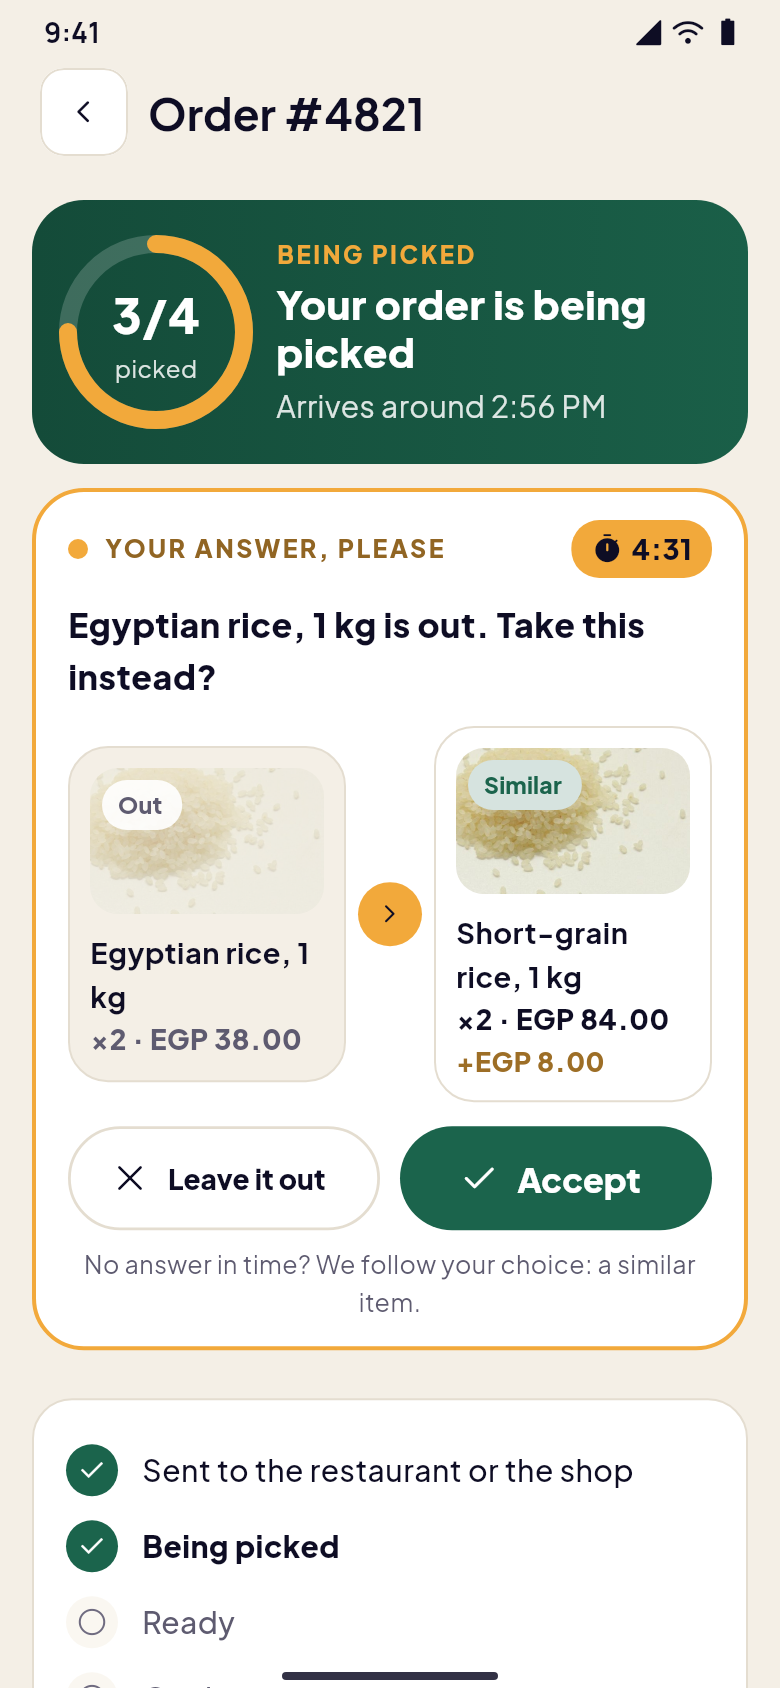 9:41
Order #4821
3/4
picked
BEING PICKED
Your order is being
picked
Arrives around 2:56 PM
YOUR ANSWER, PLEASE
4:31
Egyptian rice, 1 kg is out. Take this
instead?
Out
Egyptian rice, 1
kg
×2 · EGP 38.00
Similar
Short-grain
rice, 1 kg
×2 · EGP 84.00
+EGP 8.00
Leave it out
Accept
No answer in time? We follow your choice: a similar
item.
Sent to the restaurant or the shop
Being picked
Ready